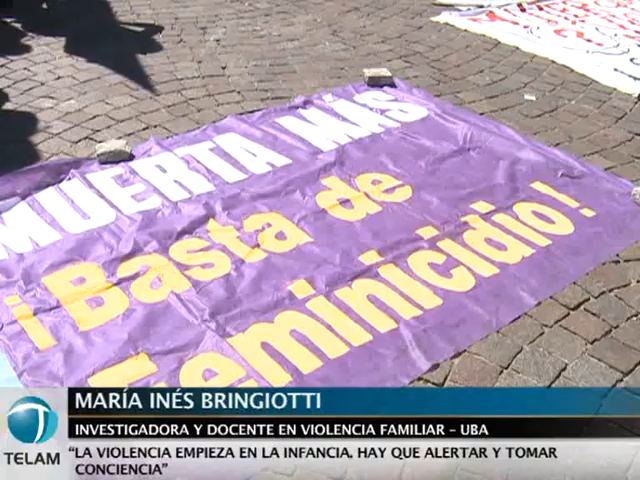 MUERTA MÁS
¡Basta de
Feminicidio!
MARÍA INÉS BRINGIOTTI
INVESTIGADORA Y DOCENTE EN VIOLENCIA FAMILIAR – UBA
TELAM
“LA VIOLENCIA EMPIEZA EN LA INFANCIA, HAY QUE ALERTAR Y TOMAR
CONCIENCIA”